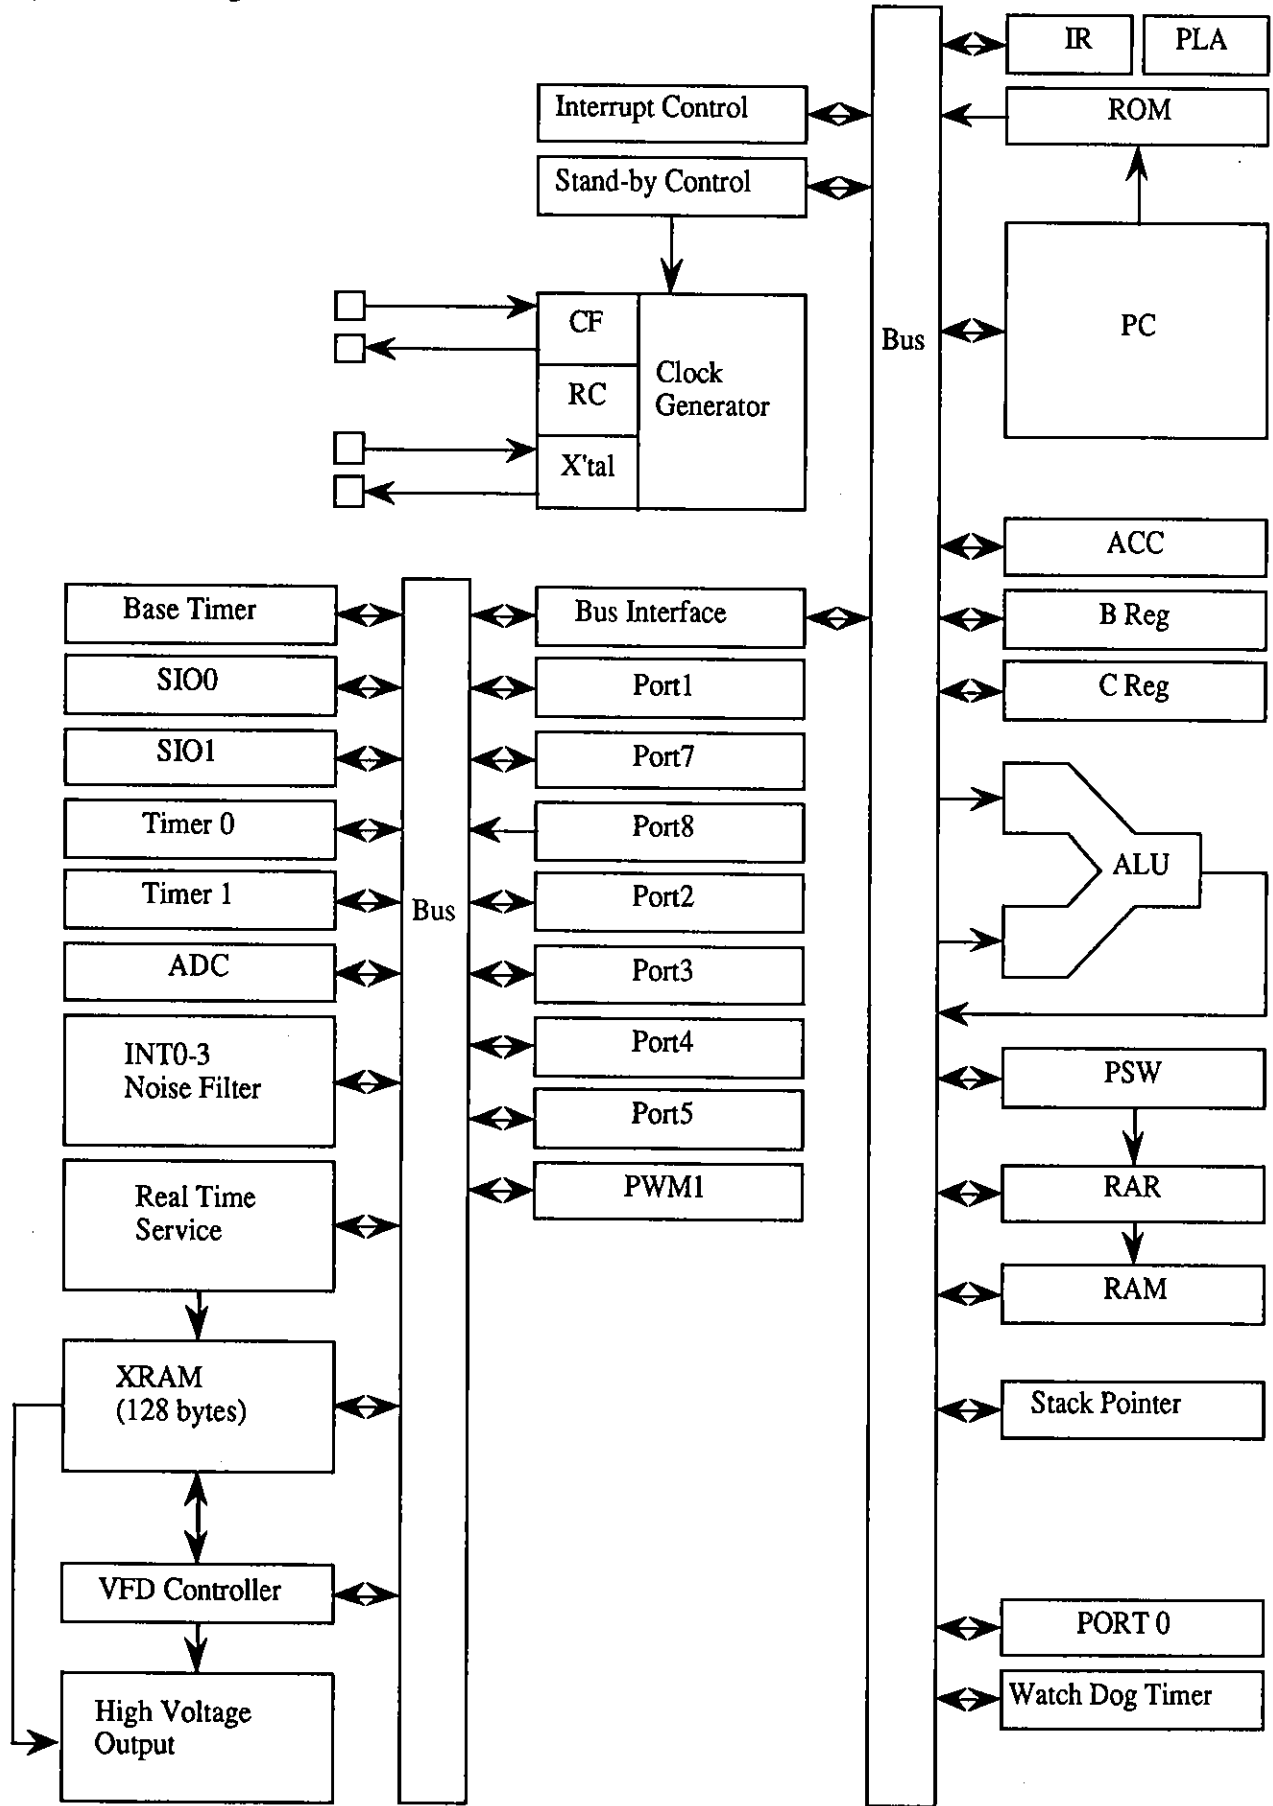 IR
PLA
Interrupt Control
ROM
Stand-by Control
CF
RC
X'tal
Clock
Generator
Bus
PC
ACC
Base Timer
Bus Interface
B Reg
SIO0
Port1
C Reg
SIO1
Port7
Timer 0
Port8
ALU
Timer 1
Bus
Port2
ADC
Port3
INT0-3
Noise Filter
Port4
PSW
Port5
Real Time
Service
PWM1
RAR
RAM
XRAM
(128 bytes)
Stack Pointer
VFD Controller
PORT 0
High Voltage
Output
Watch Dog Timer